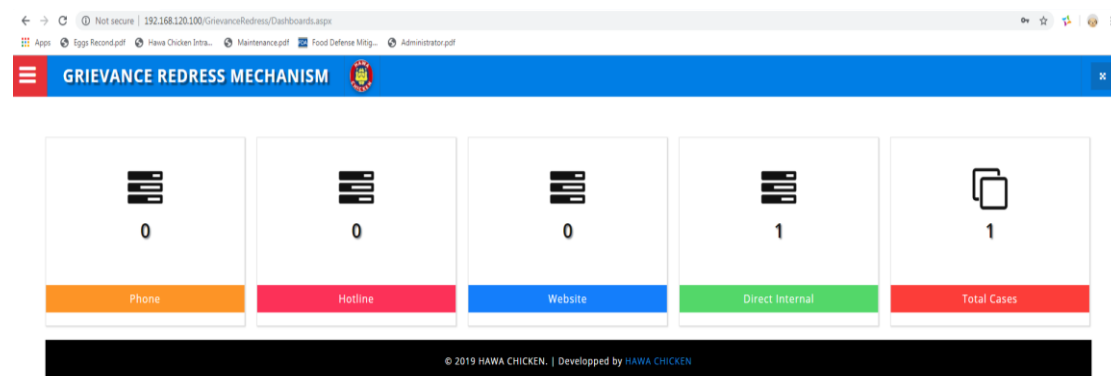 Not secure | 192.168.120.100/GrievanceRedress/Dashboards.aspx
Apps Eggs Recond.pdf Hawa Chicken Intra... Maintenance.pdf Food Defense Mitig... Administrator.pdf
GRIEVANCE REDRESS MECHANISM
0 0 0 1 1
Phone Hotline Website Direct Internal Total Cases
© 2019 HAWA CHICKEN. | Developped by HAWA CHICKEN